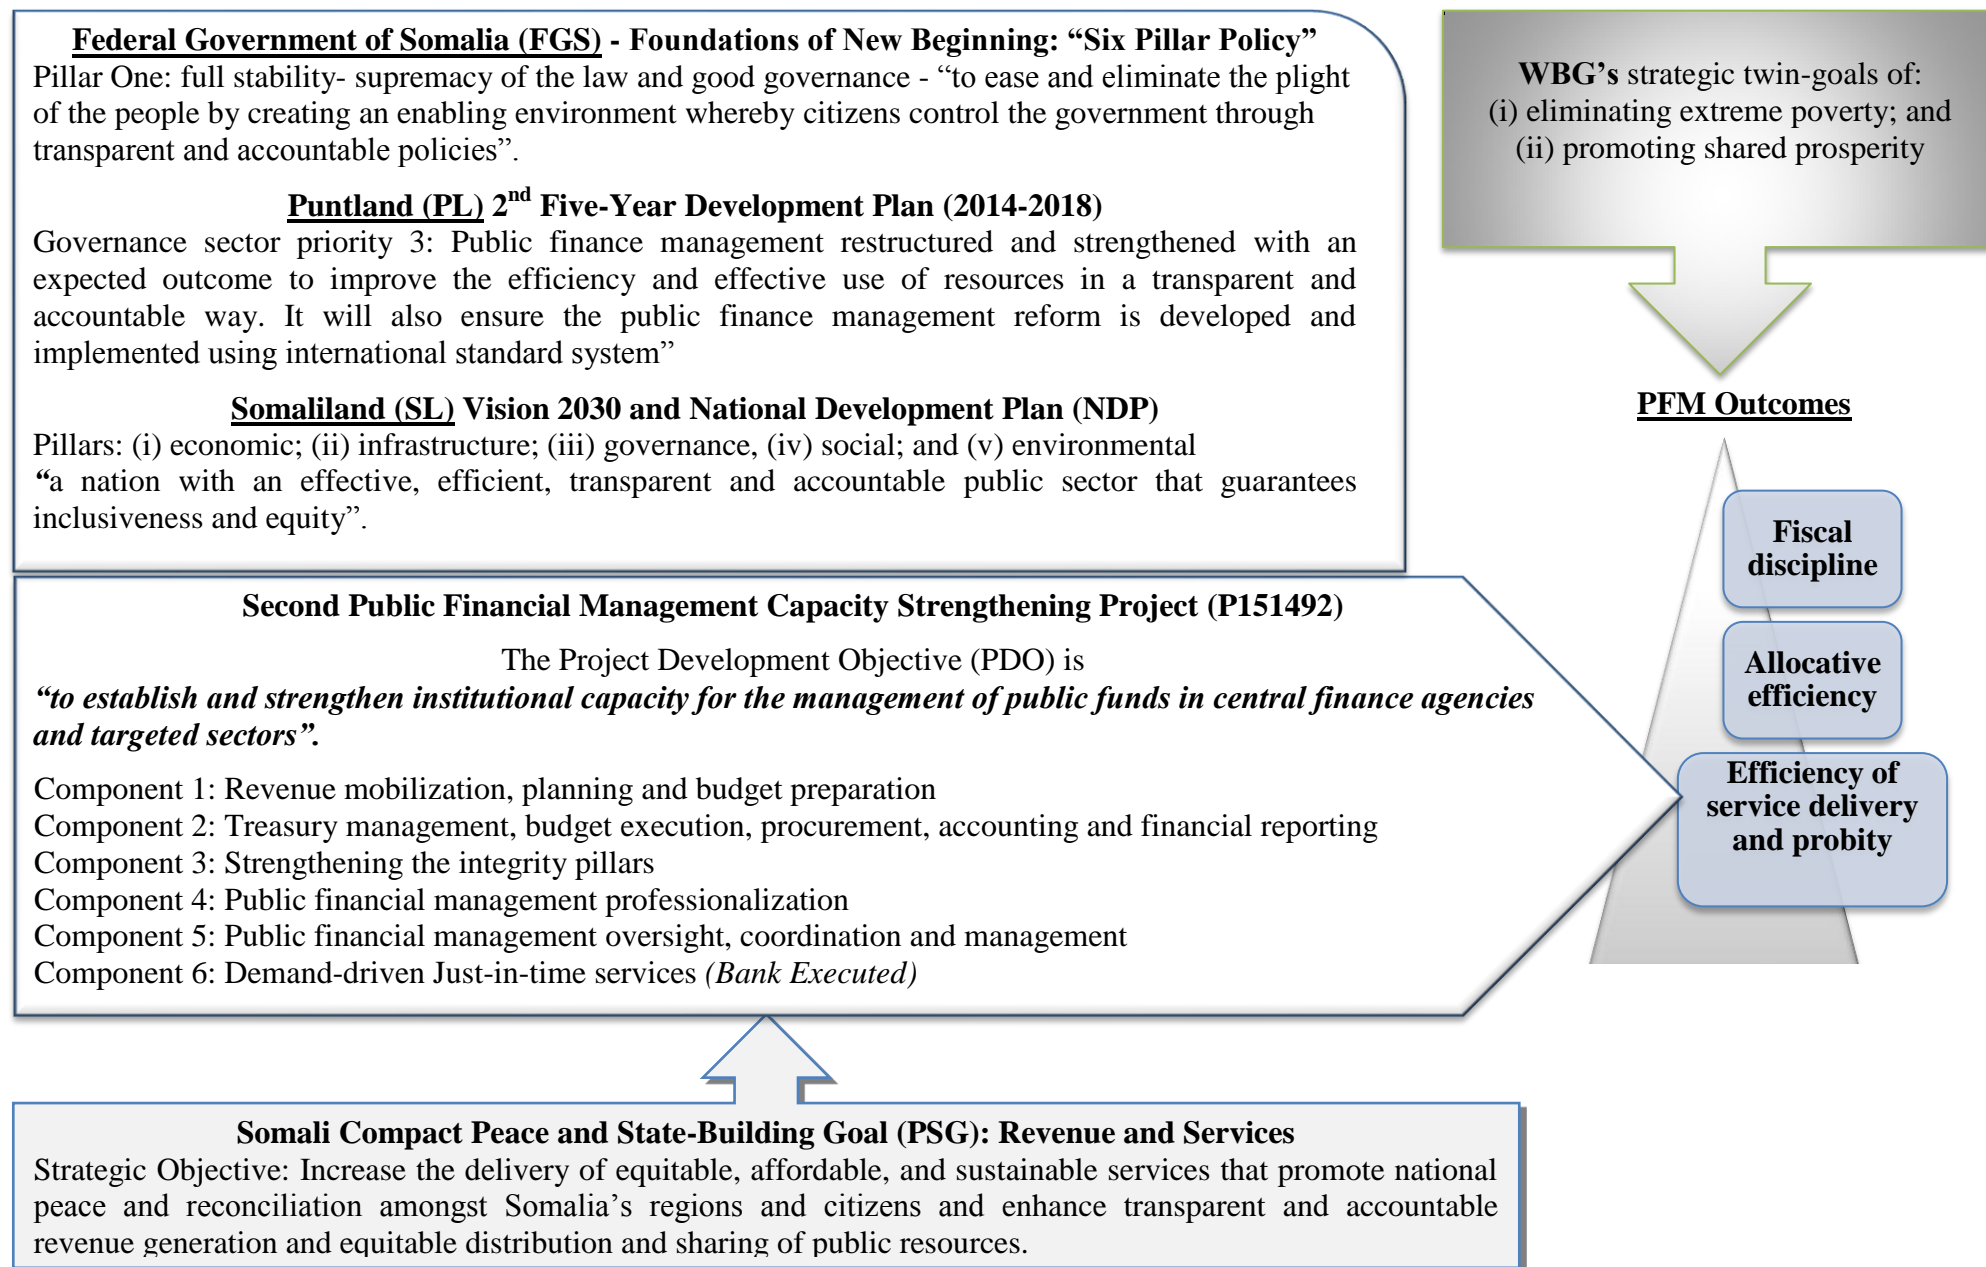 Federal Government of Somalia (FGS) - Foundations of New Beginning: “Six Pillar Policy”
Pillar One: full stability- supremacy of the law and good governance - “to ease and eliminate the plight
of the people by creating an enabling environment whereby citizens control the government through
transparent and accountable policies”.
Puntland (PL) 2nd Five-Year Development Plan (2014-2018)
Governance sector priority 3: Public finance management restructured and strengthened with an
expected outcome to improve the efficiency and effective use of resources in a transparent and
accountable way. It will also ensure the public finance management reform is developed and
implemented using international standard system”
Somaliland (SL) Vision 2030 and National Development Plan (NDP)
Pillars: (i) economic; (ii) infrastructure; (iii) governance, (iv) social; and (v) environmental
“a nation with an effective, efficient, transparent and accountable public sector that guarantees
inclusiveness and equity”.
WBG’s strategic twin-goals of:
(i) eliminating extreme poverty; and
(ii) promoting shared prosperity
PFM Outcomes
Fiscal
discipline
Allocative
efficiency
Efficiency of
service delivery
and probity
Second Public Financial Management Capacity Strengthening Project (P151492)
The Project Development Objective (PDO) is
“to establish and strengthen institutional capacity for the management of public funds in central finance agencies
and targeted sectors”.
Component 1: Revenue mobilization, planning and budget preparation
Component 2: Treasury management, budget execution, procurement, accounting and financial reporting
Component 3: Strengthening the integrity pillars
Component 4: Public financial management professionalization
Component 5: Public financial management oversight, coordination and management
Component 6: Demand-driven Just-in-time services (Bank Executed)
Somali Compact Peace and State-Building Goal (PSG): Revenue and Services
Strategic Objective: Increase the delivery of equitable, affordable, and sustainable services that promote national
peace and reconciliation amongst Somalia’s regions and citizens and enhance transparent and accountable
revenue generation and equitable distribution and sharing of public resources.